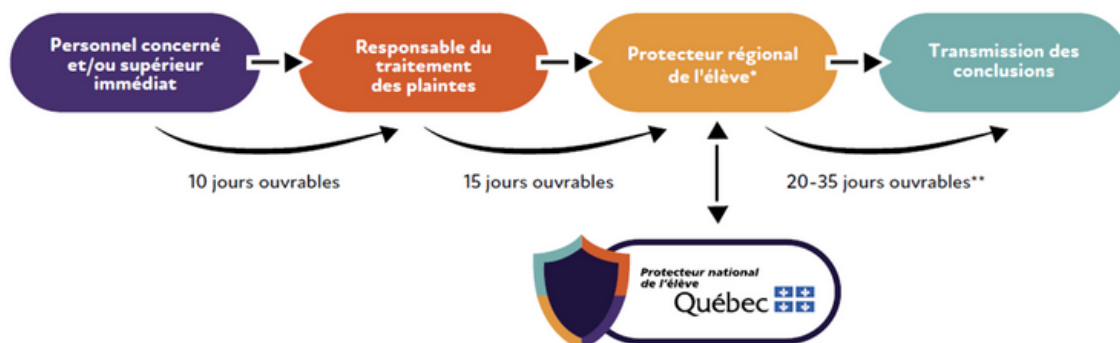 Personnel concerné
et/ou supérieur
immédiat
Responsable du
traitement
des plaintes
Protecteur régional
de l'élève*
Transmission des
conclusions
10 jours ouvrables
15 jours ouvrables
20-35 jours ouvrables**
Protecteur national
de l'élève
Québec